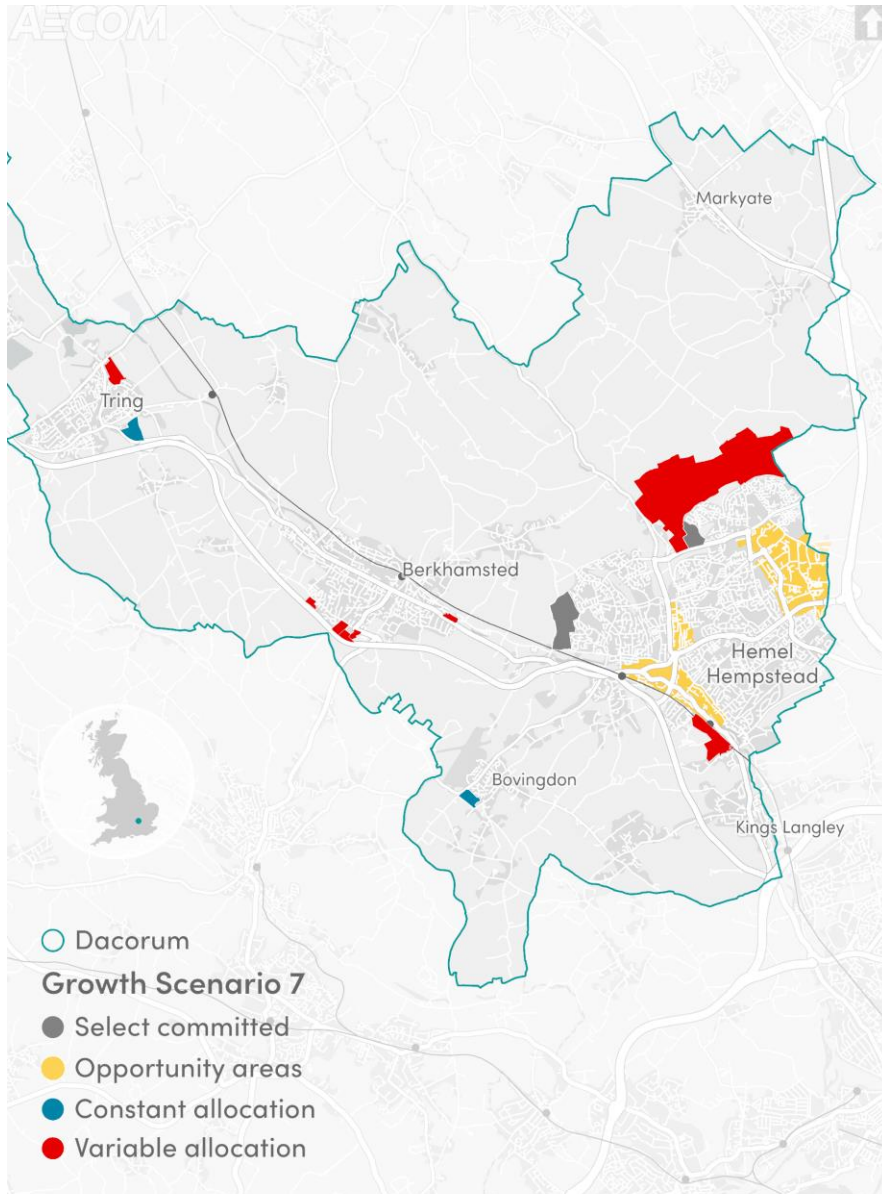 AECOM
Markyate
Tring
Berkhamsted
Hemel
Hempstead
Bovingdon
Kings Langley
Dacorum
Growth Scenario 7
Select committed
Opportunity areas
Constant allocation
Variable allocation